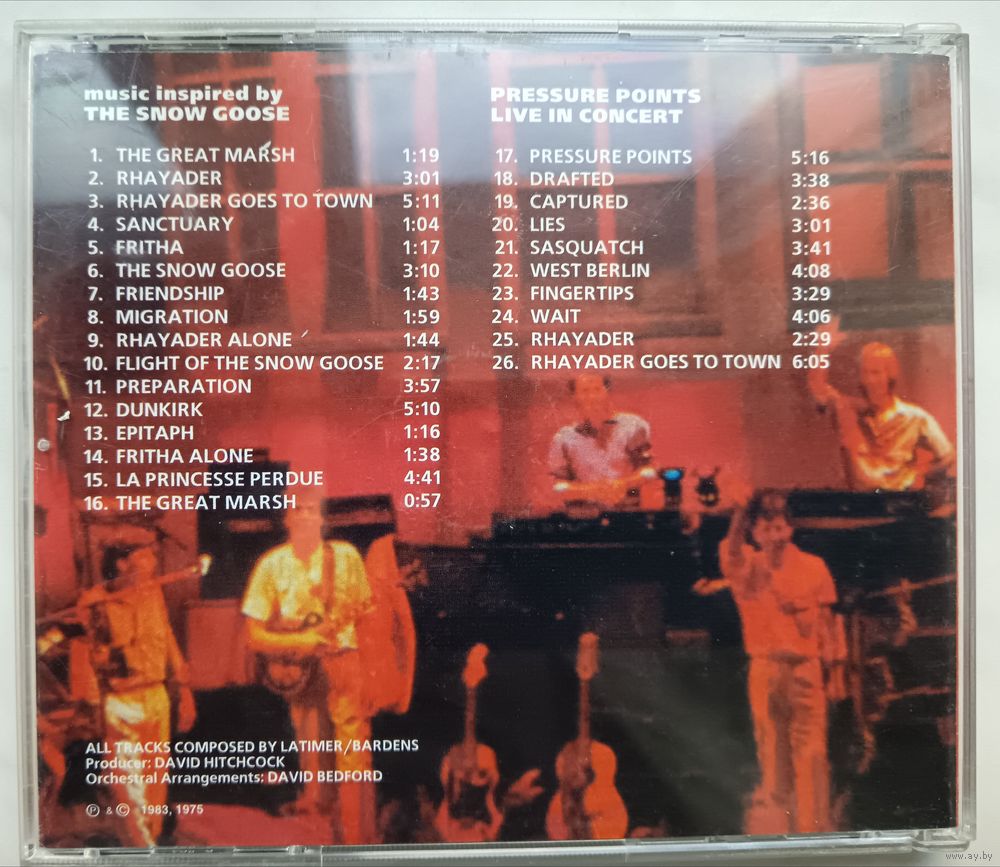 music inspired by
THE SNOW GOOSE
1. THE GREAT MARSH 1:19
2. RHAYADER 3:01
3. RHAYADER GOES TO TOWN 5:11
4. SANCTUARY 1:04
5. FRITHA 1:17
6. THE SNOW GOOSE 3:10
7. FRIENDSHIP 1:43
8. MIGRATION 1:59
9. RHAYADER ALONE 1:44
10. FLIGHT OF THE SNOW GOOSE 2:17
11. PREPARATION 3:57
12. DUNKIRK 5:10
13. EPITAPH 1:16
14. FRITHA ALONE 1:38
15. LA PRINCESSE PERDUE 4:41
16. THE GREAT MARSH 0:57
PRESSURE POINTS
LIVE IN CONCERT
17. PRESSURE POINTS 5:16
18. DRAFTED 3:38
19. CAPTURED 2:36
20. LIES 3:01
21. SASQUATCH 3:41
22. WEST BERLIN 4:08
23. FINGERTIPS 3:29
24. WAIT 4:06
25. RHAYADER 2:29
26. RHAYADER GOES TO TOWN 6:05
ALL TRACKS COMPOSED BY LATIMER/BARDENS
Producer: DAVID HITCHCOCK
Orchestral Arrangements: DAVID BEDFORD
℗ & © 1983, 1975
www.ay.by